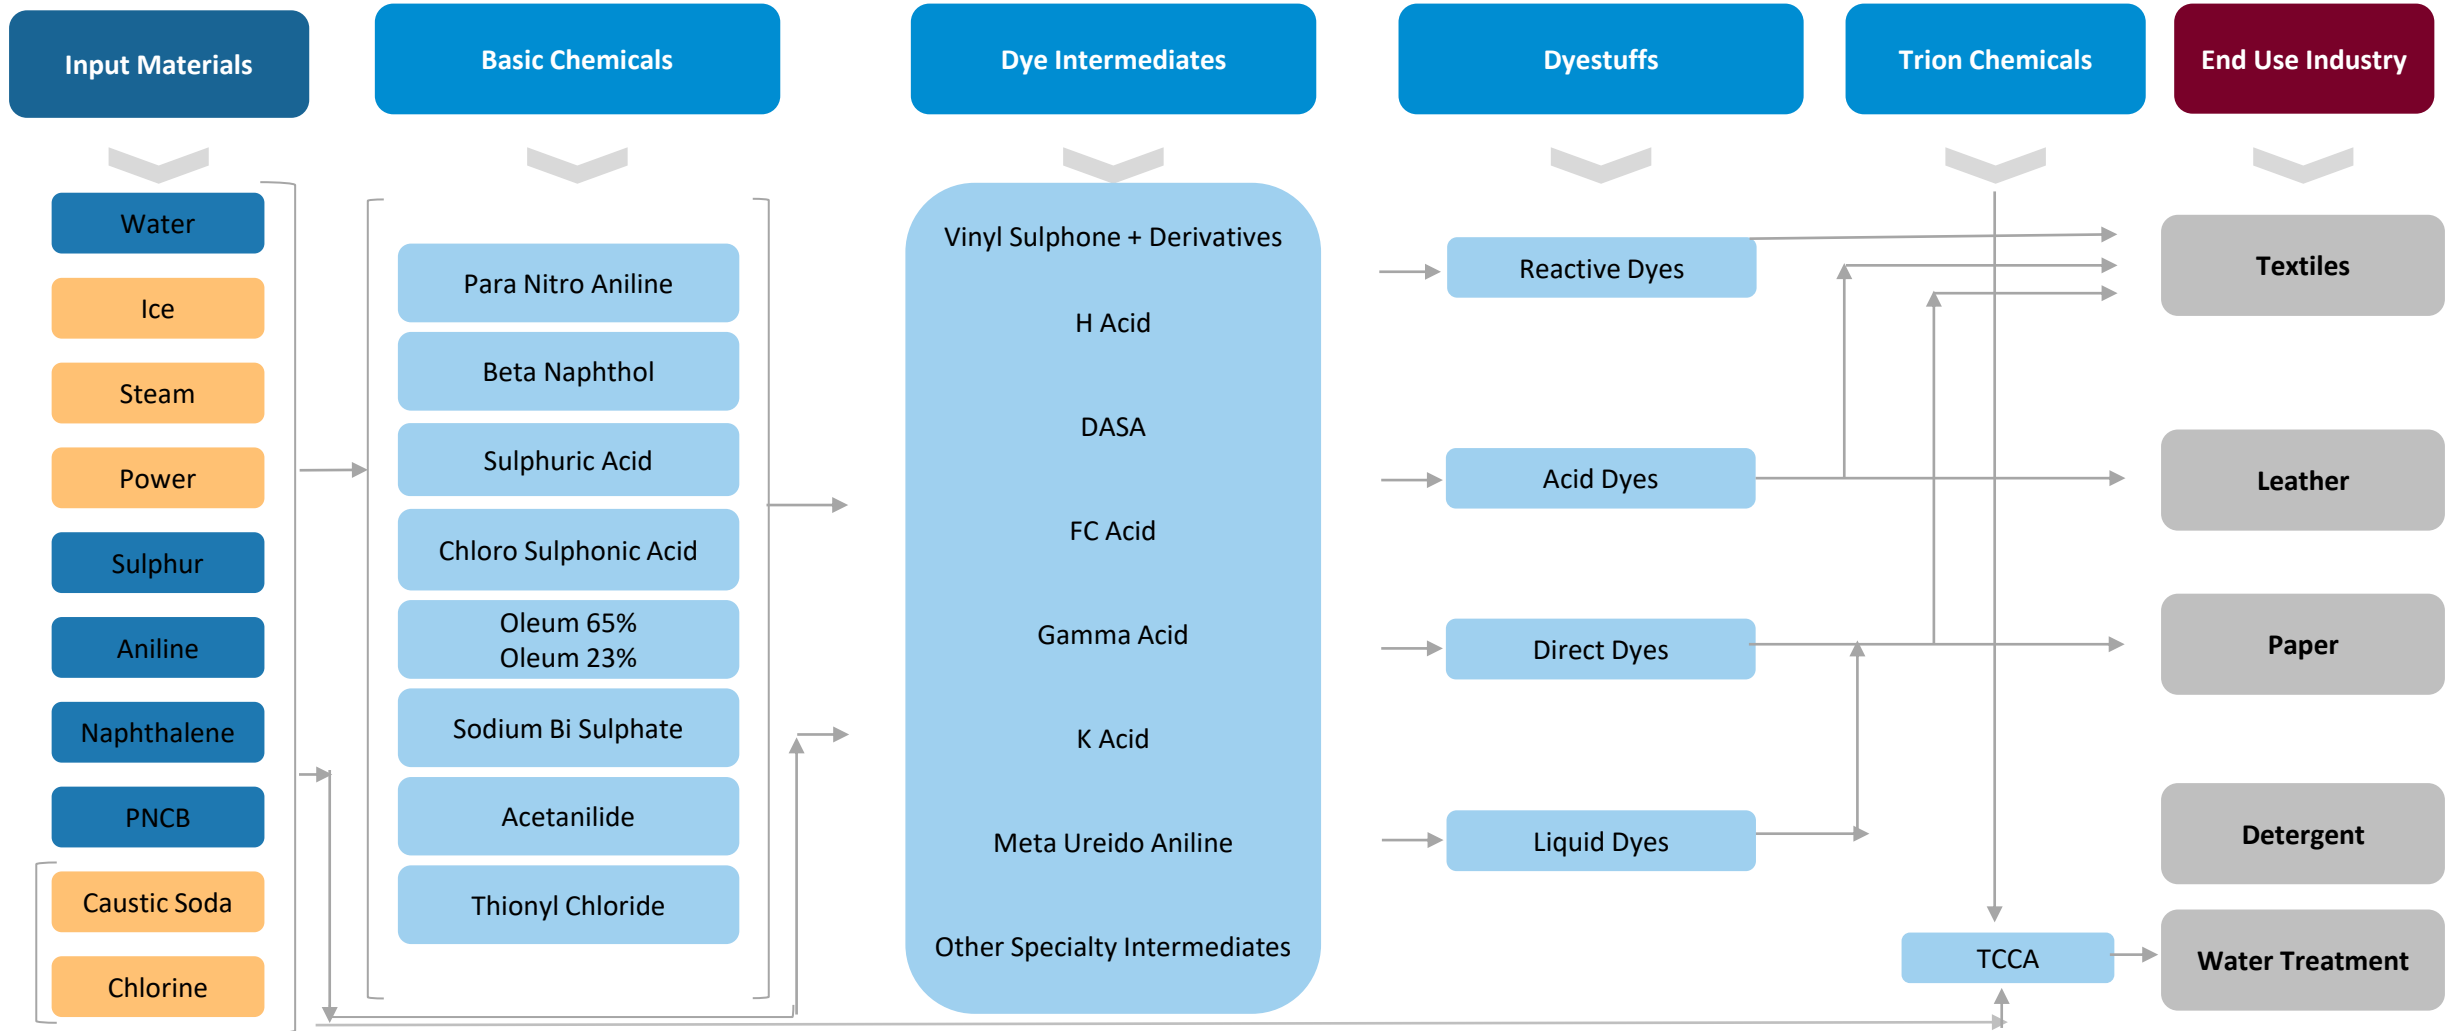 Input Materials
Basic Chemicals
Dye Intermediates
Dyestuffs
Trion Chemicals
End Use Industry
Water
Ice
Steam
Power
Sulphur
Aniline
Naphthalene
PNCB
Caustic Soda
Chlorine
Para Nitro Aniline
Beta Naphthol
Sulphuric Acid
Chloro Sulphonic Acid
Oleum 65%
Oleum 23%
Sodium Bi Sulphate
Acetanilide
Thionyl Chloride
Vinyl Sulphone + Derivatives
H Acid
DASA
FC Acid
Gamma Acid
K Acid
Meta Ureido Aniline
Other Specialty Intermediates
Reactive Dyes
Acid Dyes
Direct Dyes
Liquid Dyes
TCCA
Textiles
Leather
Paper
Detergent
Water Treatment